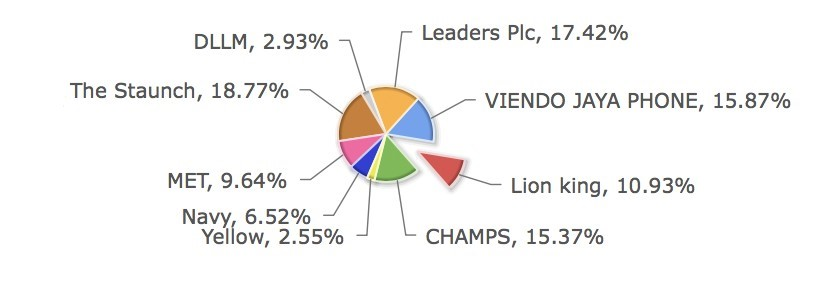 Leaders Plc, 17.42%
DLLM, 2.93%
The Staunch, 18.77%
VIENDO JAYA PHONE, 15.87%
MET, 9.64%
Lion king, 10.93%
Navy, 6.52%
Yellow, 2.55%
CHAMPS, 15.37%